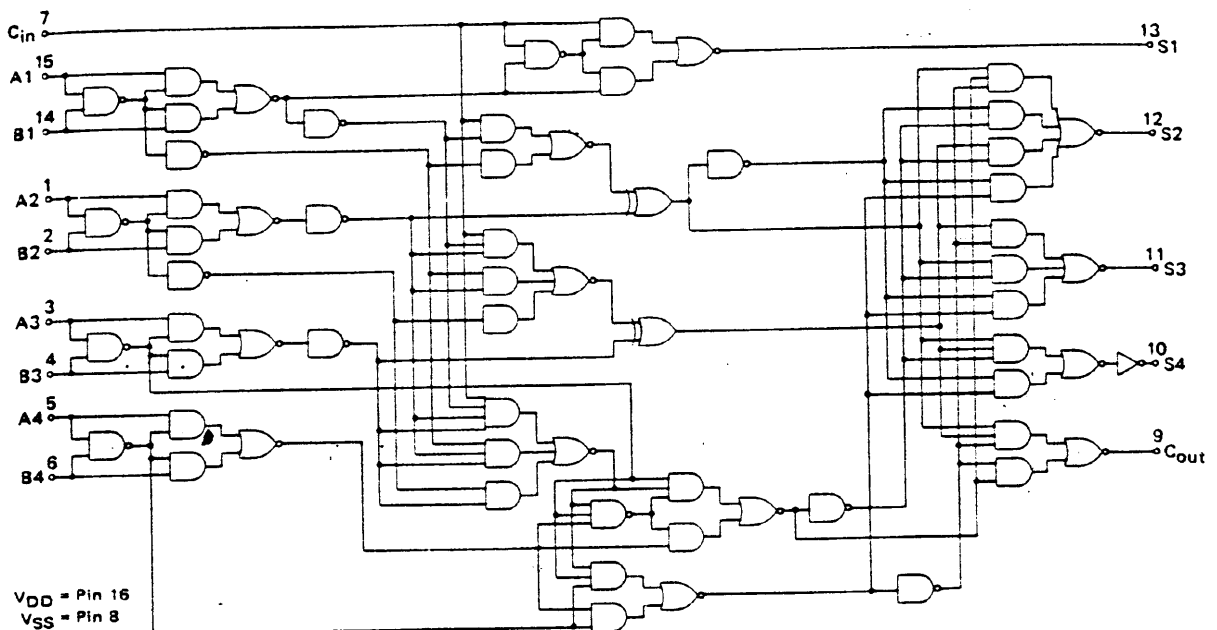 7
Cin
13
S1
15
A1
14
B1
12
S2
1
A2
2
B2
11
S3
3
A3
4
B3
10
S4
5
A4
6
B4
9
Cout
VDD = Pin 16
VSS = Pin 8